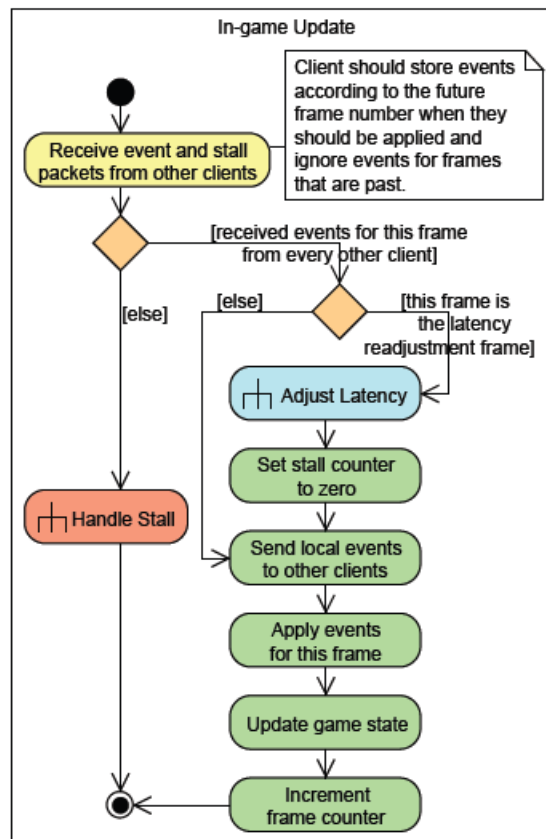 In-game Update
Client should store events
according to the future
frame number when they
should be applied and
ignore events for frames
that are past.
Receive event and stall
packets from other clients
[received events for this frame
from every other client]
[else]
[else]
[this frame is
the latency
readjustment frame]
Adjust Latency
Set stall counter
to zero
Handle Stall
Send local events
to other clients
Apply events
for this frame
Update game state
Increment
frame counter